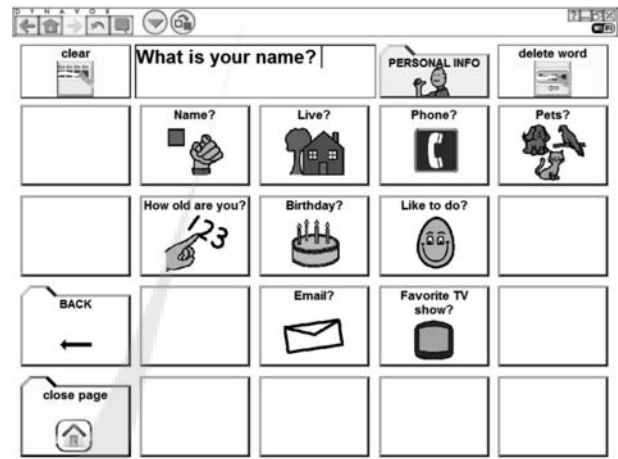 DYNAVOX
clear
What is your name?
PERSONAL INFO
delete word
Name?
Live?
Phone?
Pets?
How old are you?
123
Birthday?
Like to do?
BACK
Email?
Favorite TV
show?
close page